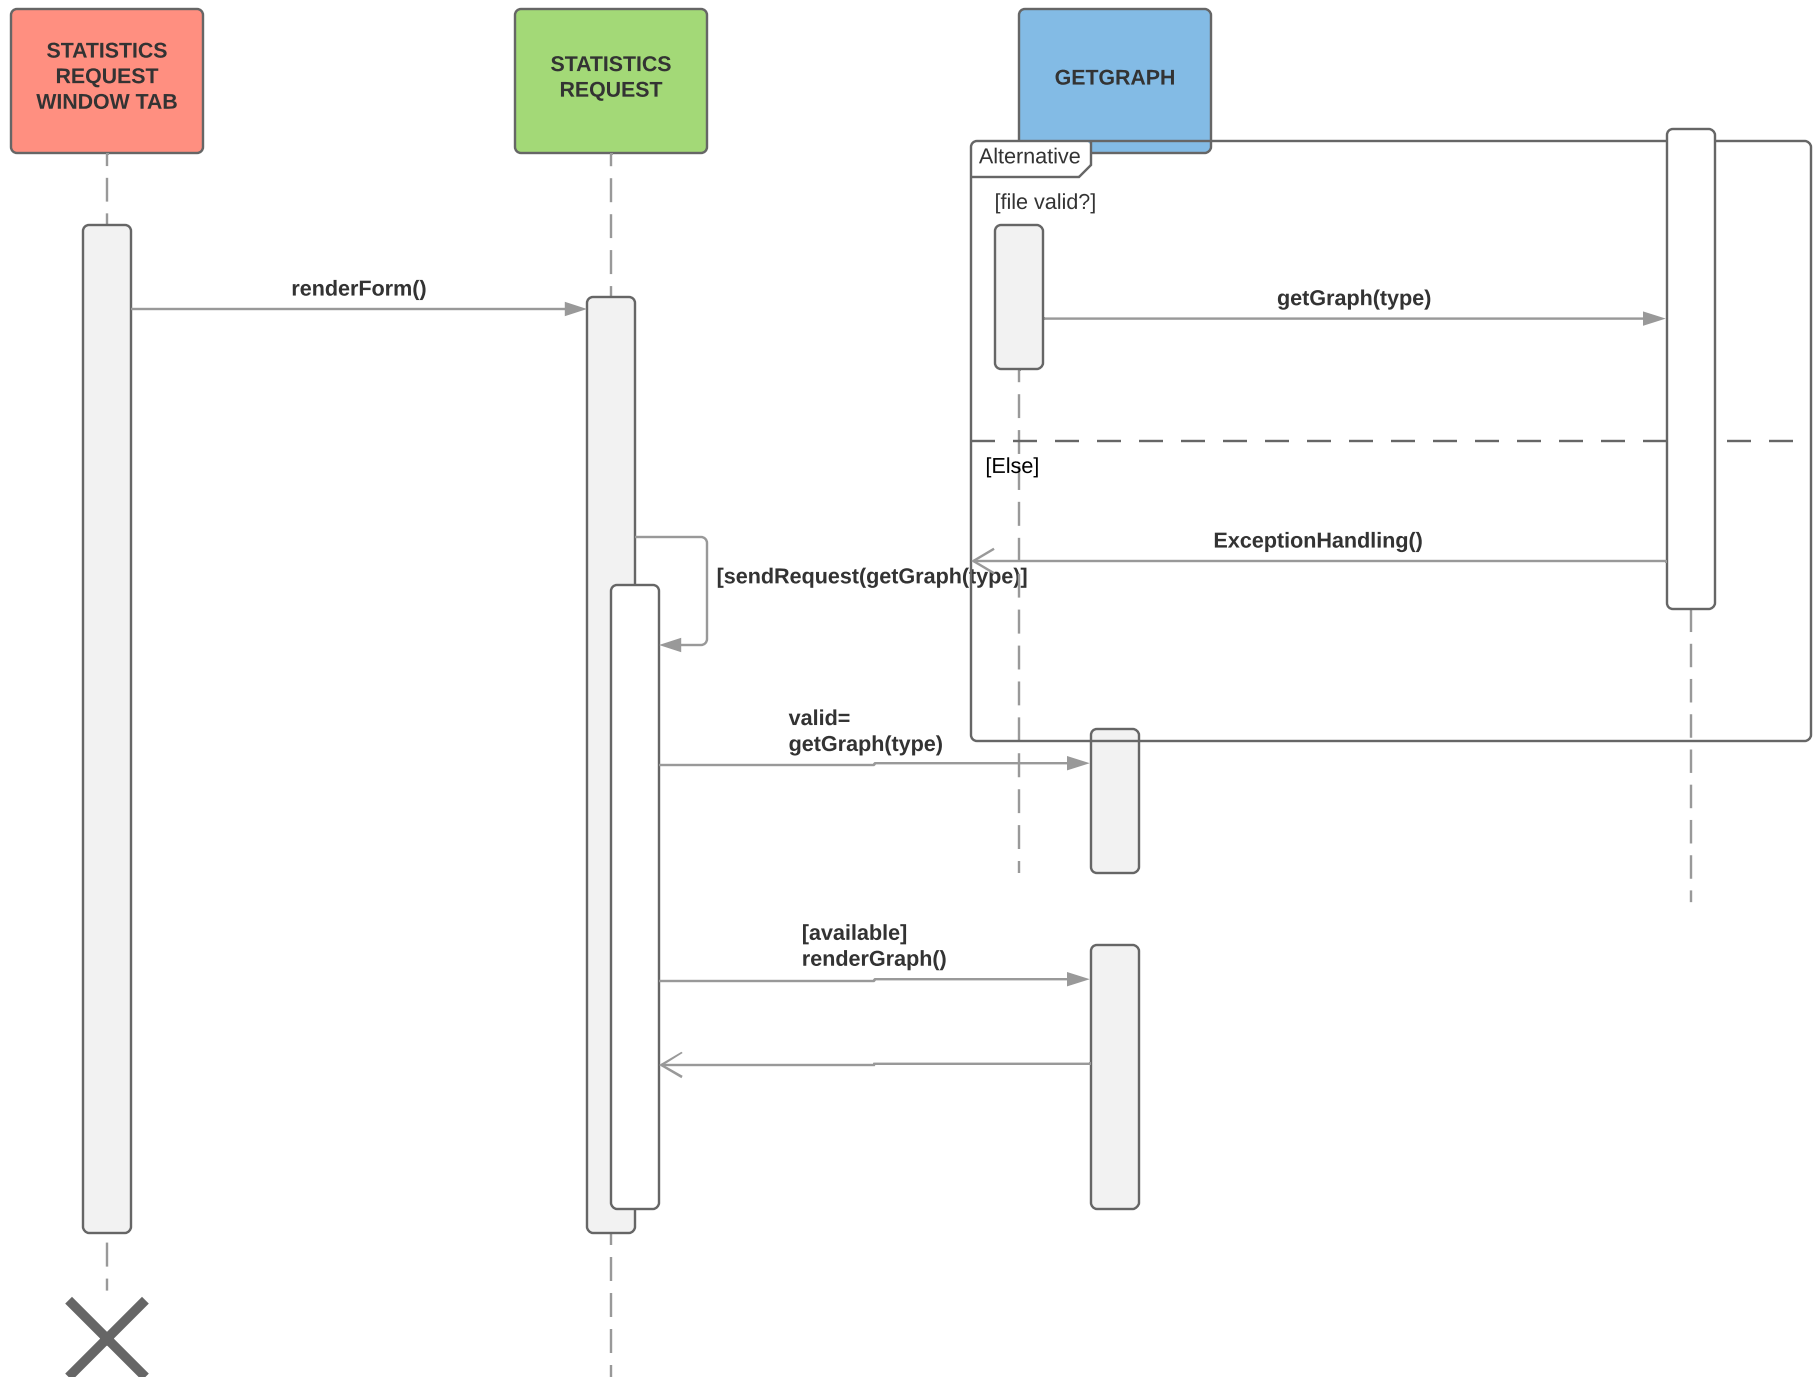 STATISTICS
REQUEST
WINDOW TAB
STATISTICS
REQUEST
GETGRAPH
Alternative
[file valid?]
renderForm()
getGraph(type)
[Else]
ExceptionHandling()
[sendRequest(getGraph(type)]
valid=
getGraph(type)
[available]
renderGraph()